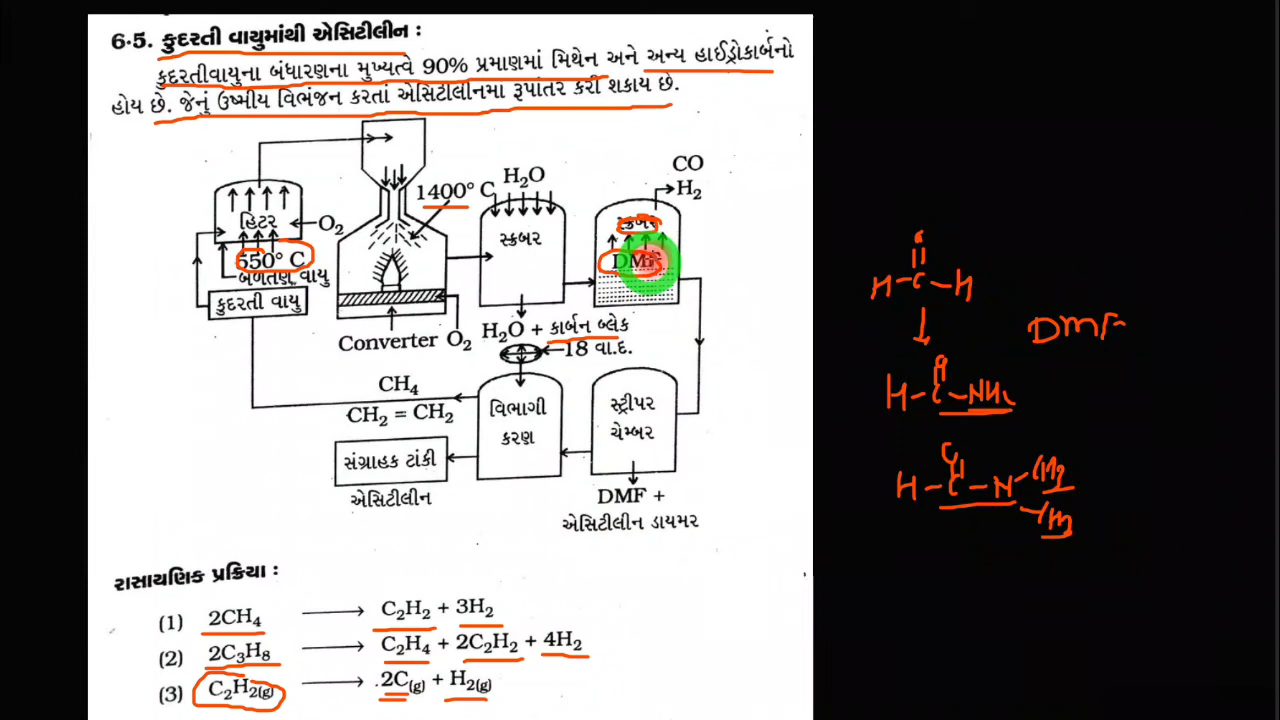 6·5. કુદરતી વાયુમાંથી એસિટીલીન :
કુદરતીવાયુના બંધારણના મુખ્યત્વે 90% પ્રમાણમાં મિથેન અને અન્ય હાઈડ્રોકાર્બનો
હોય છે. જેનું ઉષ્મીય વિભંજન કરતાં એસિટીલીનમા રૂપાંતર કરી શકાય છે.
CO
H₂
H₂O
1400° C
હિટર
O₂
સ્ક્રબર
સ્ક્રબર
DMF
550° C
બળતણ વાયુ
કુદરતી વાયુ
Converter O₂
H₂O + કાર્બન બ્લેક
18 વા.દ.
CH₄
CH₂ = CH₂
વિભાગી
કરણ
સ્ટ્રીપર
ચેમ્બર
સંગ્રાહક ટાંકી
એસિટીલીન
DMF +
એસિટીલીન ડાયમર
રાસાયણિક પ્રક્રિયા :
(1) 2CH₄ ⟶ C₂H₂ + 3H₂
(2) 2C₃H₈ ⟶ C₂H₄ + 2C₂H₂ + 4H₂
(3) C₂H₂(g) ⟶ 2C(g) + H₂(g)
H-C-H
DMF